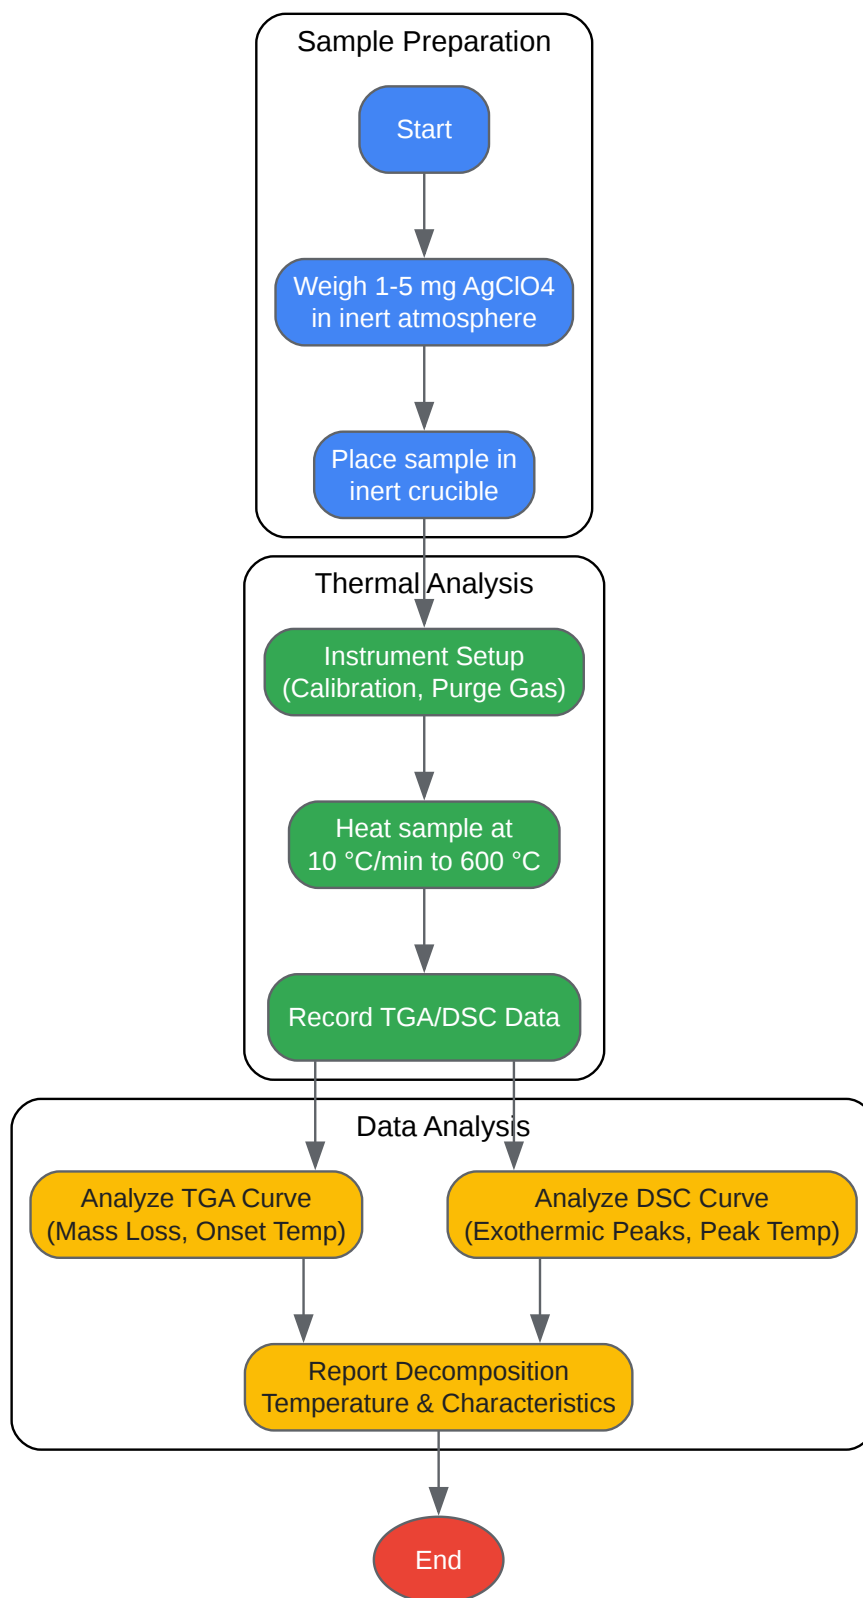 Sample Preparation
Start
Weigh 1-5 mg AgClO4
in inert atmosphere
Place sample in
inert crucible
Thermal Analysis
Instrument Setup
(Calibration, Purge Gas)
Heat sample at
10 °C/min to 600 °C
Record TGA/DSC Data
Data Analysis
Analyze TGA Curve
(Mass Loss, Onset Temp)
Analyze DSC Curve
(Exothermic Peaks, Peak Temp)
Report Decomposition
Temperature & Characteristics
End